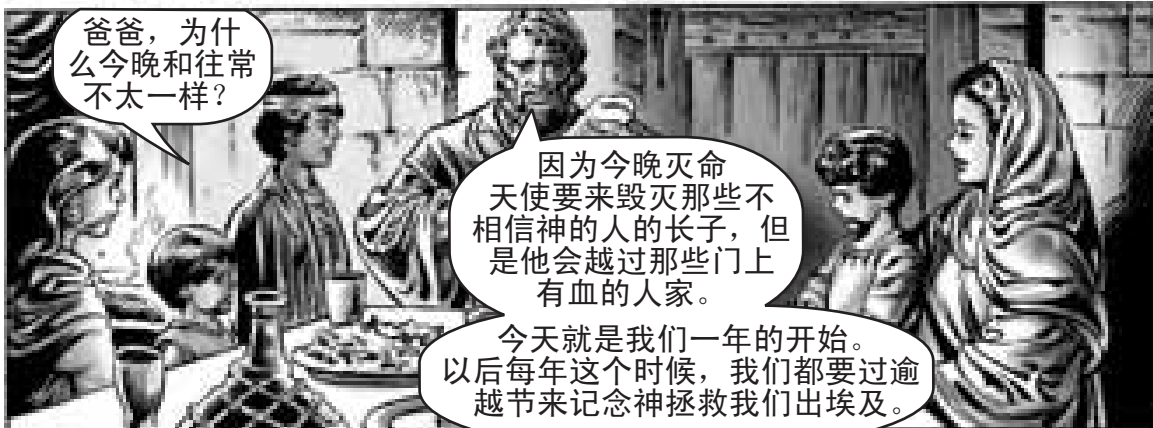 爸爸，为什
么今晚和往常
不太一样？
因为今晚灭命
天使要来毁灭那些不
相信神的人的长子，但
是他会越过那些门上
有血的人家。
今天就是我们一年的开始。
以后每年这个时候，我们都要过逾
越节来记念神拯救我们出埃及。